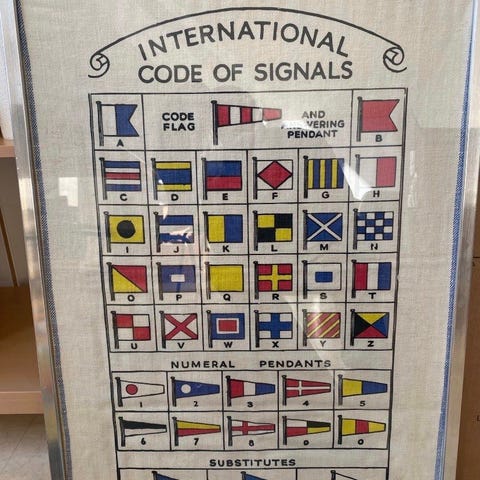 INTERNATIONAL
CODE OF SIGNALS
A
CODE FLAG
AND ANSWERING PENDANT
B
C D E F G H
I J K L M N
O P Q R S T
U V W X Y Z
NUMERAL PENDANTS
1 2 3 4 5
6 7 8 9 0
SUBSTITUTES